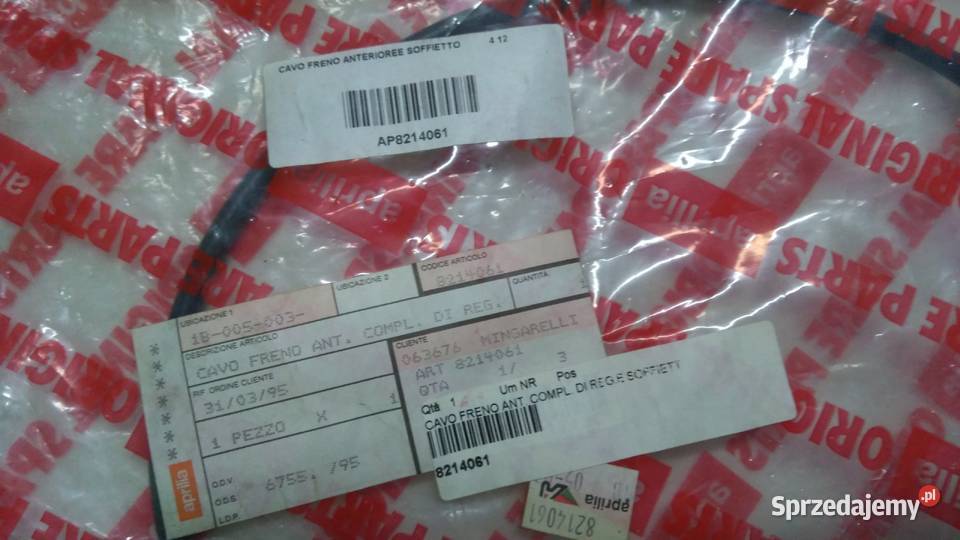 CAVO FRENO ANTERIOREE SOFFIETTO 4 12
AP8214061
ORIGINAL SPARE PARTS
aprilia
UBICAZIONE 1
1B-005-003-
UBICAZIONE 2
CODICE ARTICOLO
8214061
DESCRIZIONE ARTICOLO
CAVO FRENO ANT. COMPL. DI REG.
QUANTITA
1
RIF. ORDINE CLIENTE
31/03/95
CLIENTE
063676 MINGARELLI
ART 8214061
QTA 1/ 3
1 PEZZO X 1
O.D.V. 6755. /95
O.D.S.
I.D.P.
aprilia
Qtà 1 Um NR Pos
CAVO FRENO ANT. COMPL. DI REG.E SOFFIETT
8214061
aprilia
8214061
Sprzedajemy.pl